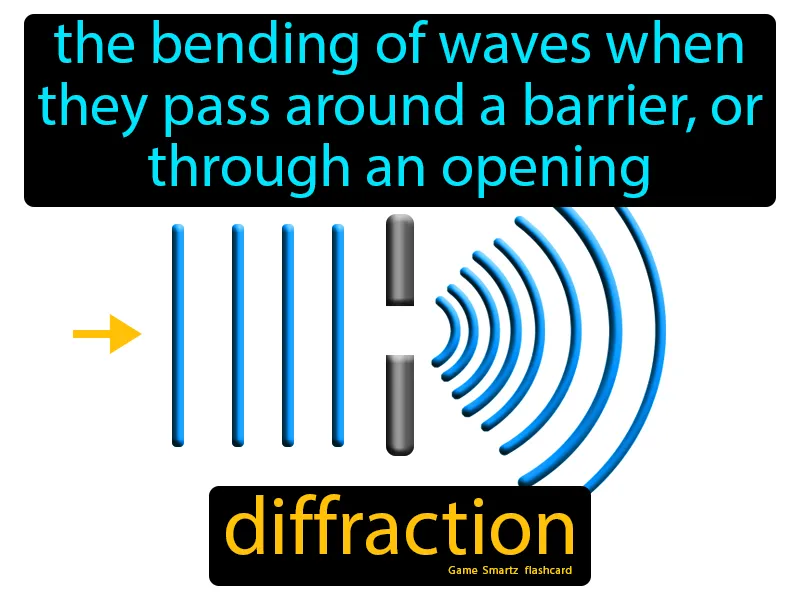 the bending of waves when
they pass around a barrier, or
through an opening
diffraction
Game Smartz flashcard